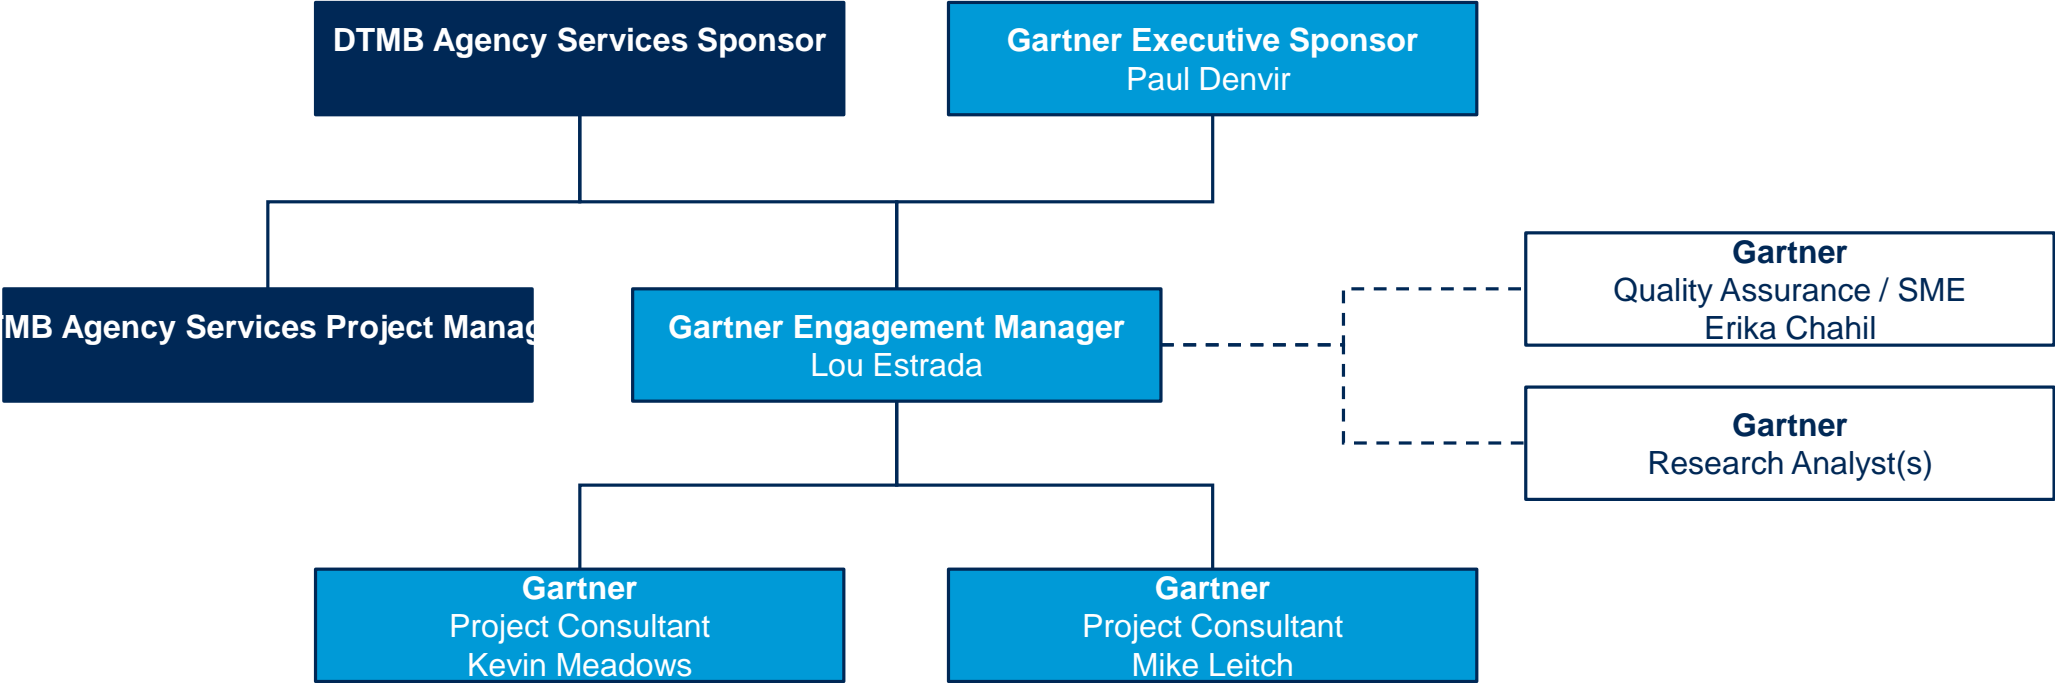 DTMB Agency Services Sponsor
Gartner Executive Sponsor
Paul Denvir
Gartner
Quality Assurance / SME
Erika Chahil
TMB Agency Services Project Manag
Gartner Engagement Manager
Lou Estrada
Gartner
Research Analyst(s)
Gartner
Project Consultant
Kevin Meadows
Gartner
Project Consultant
Mike Leitch